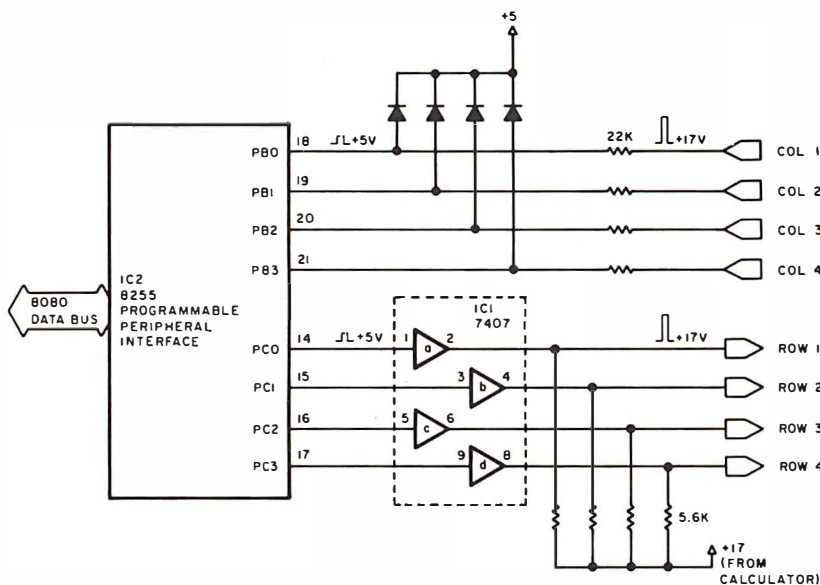 +5
22K
+17V
PB0 18 +5V COL 1
PB1 19 COL 2
PB2 20 COL 3
PB3 21 COL 4
IC2
8255
PROGRAMMABLE
PERIPHERAL
INTERFACE
8080
DATA BUS
IC1
7407
PC0 14 +5V 1 a 2 +17V ROW 1
PC1 15 3 b 4 ROW 2
PC2 16 5 c 6 ROW 3
PC3 17 9 d 8 ROW 4
5.6K
+17
(FROM
CALCULATOR)